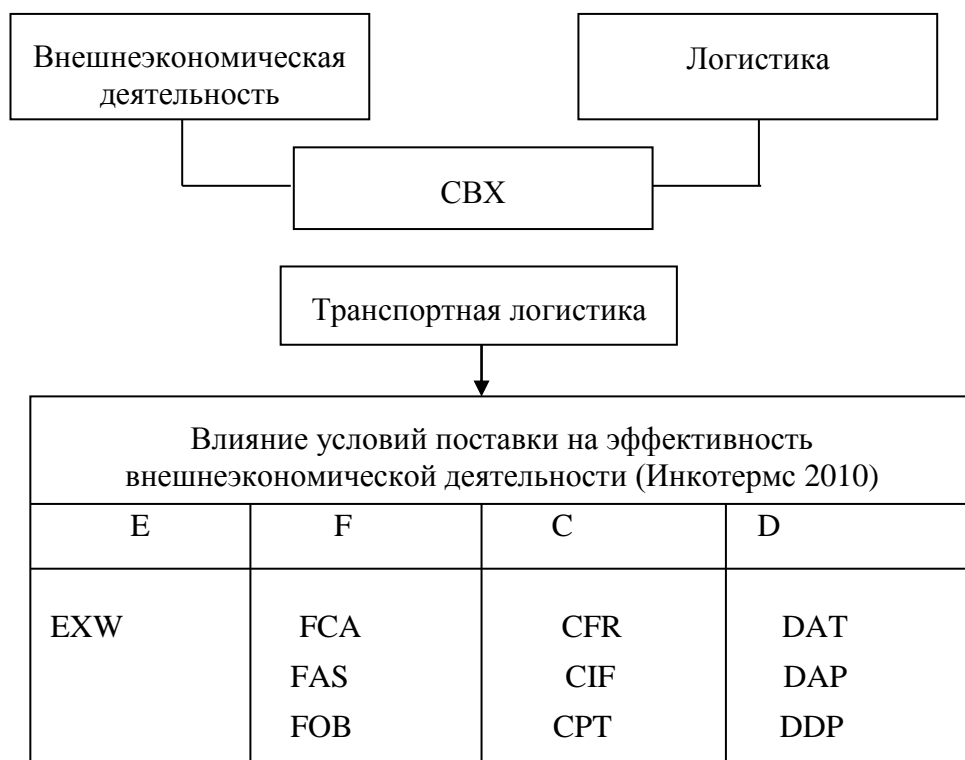 Внешнеэкономическая
деятельность
Логистика
СВХ
Транспортная логистика
Влияние условий поставки на эффективность
внешнеэкономической деятельности (Инкотермс 2010)
E F C D
EXW FCA CFR DAT
FAS CIF DAP
FOB CPT DDP